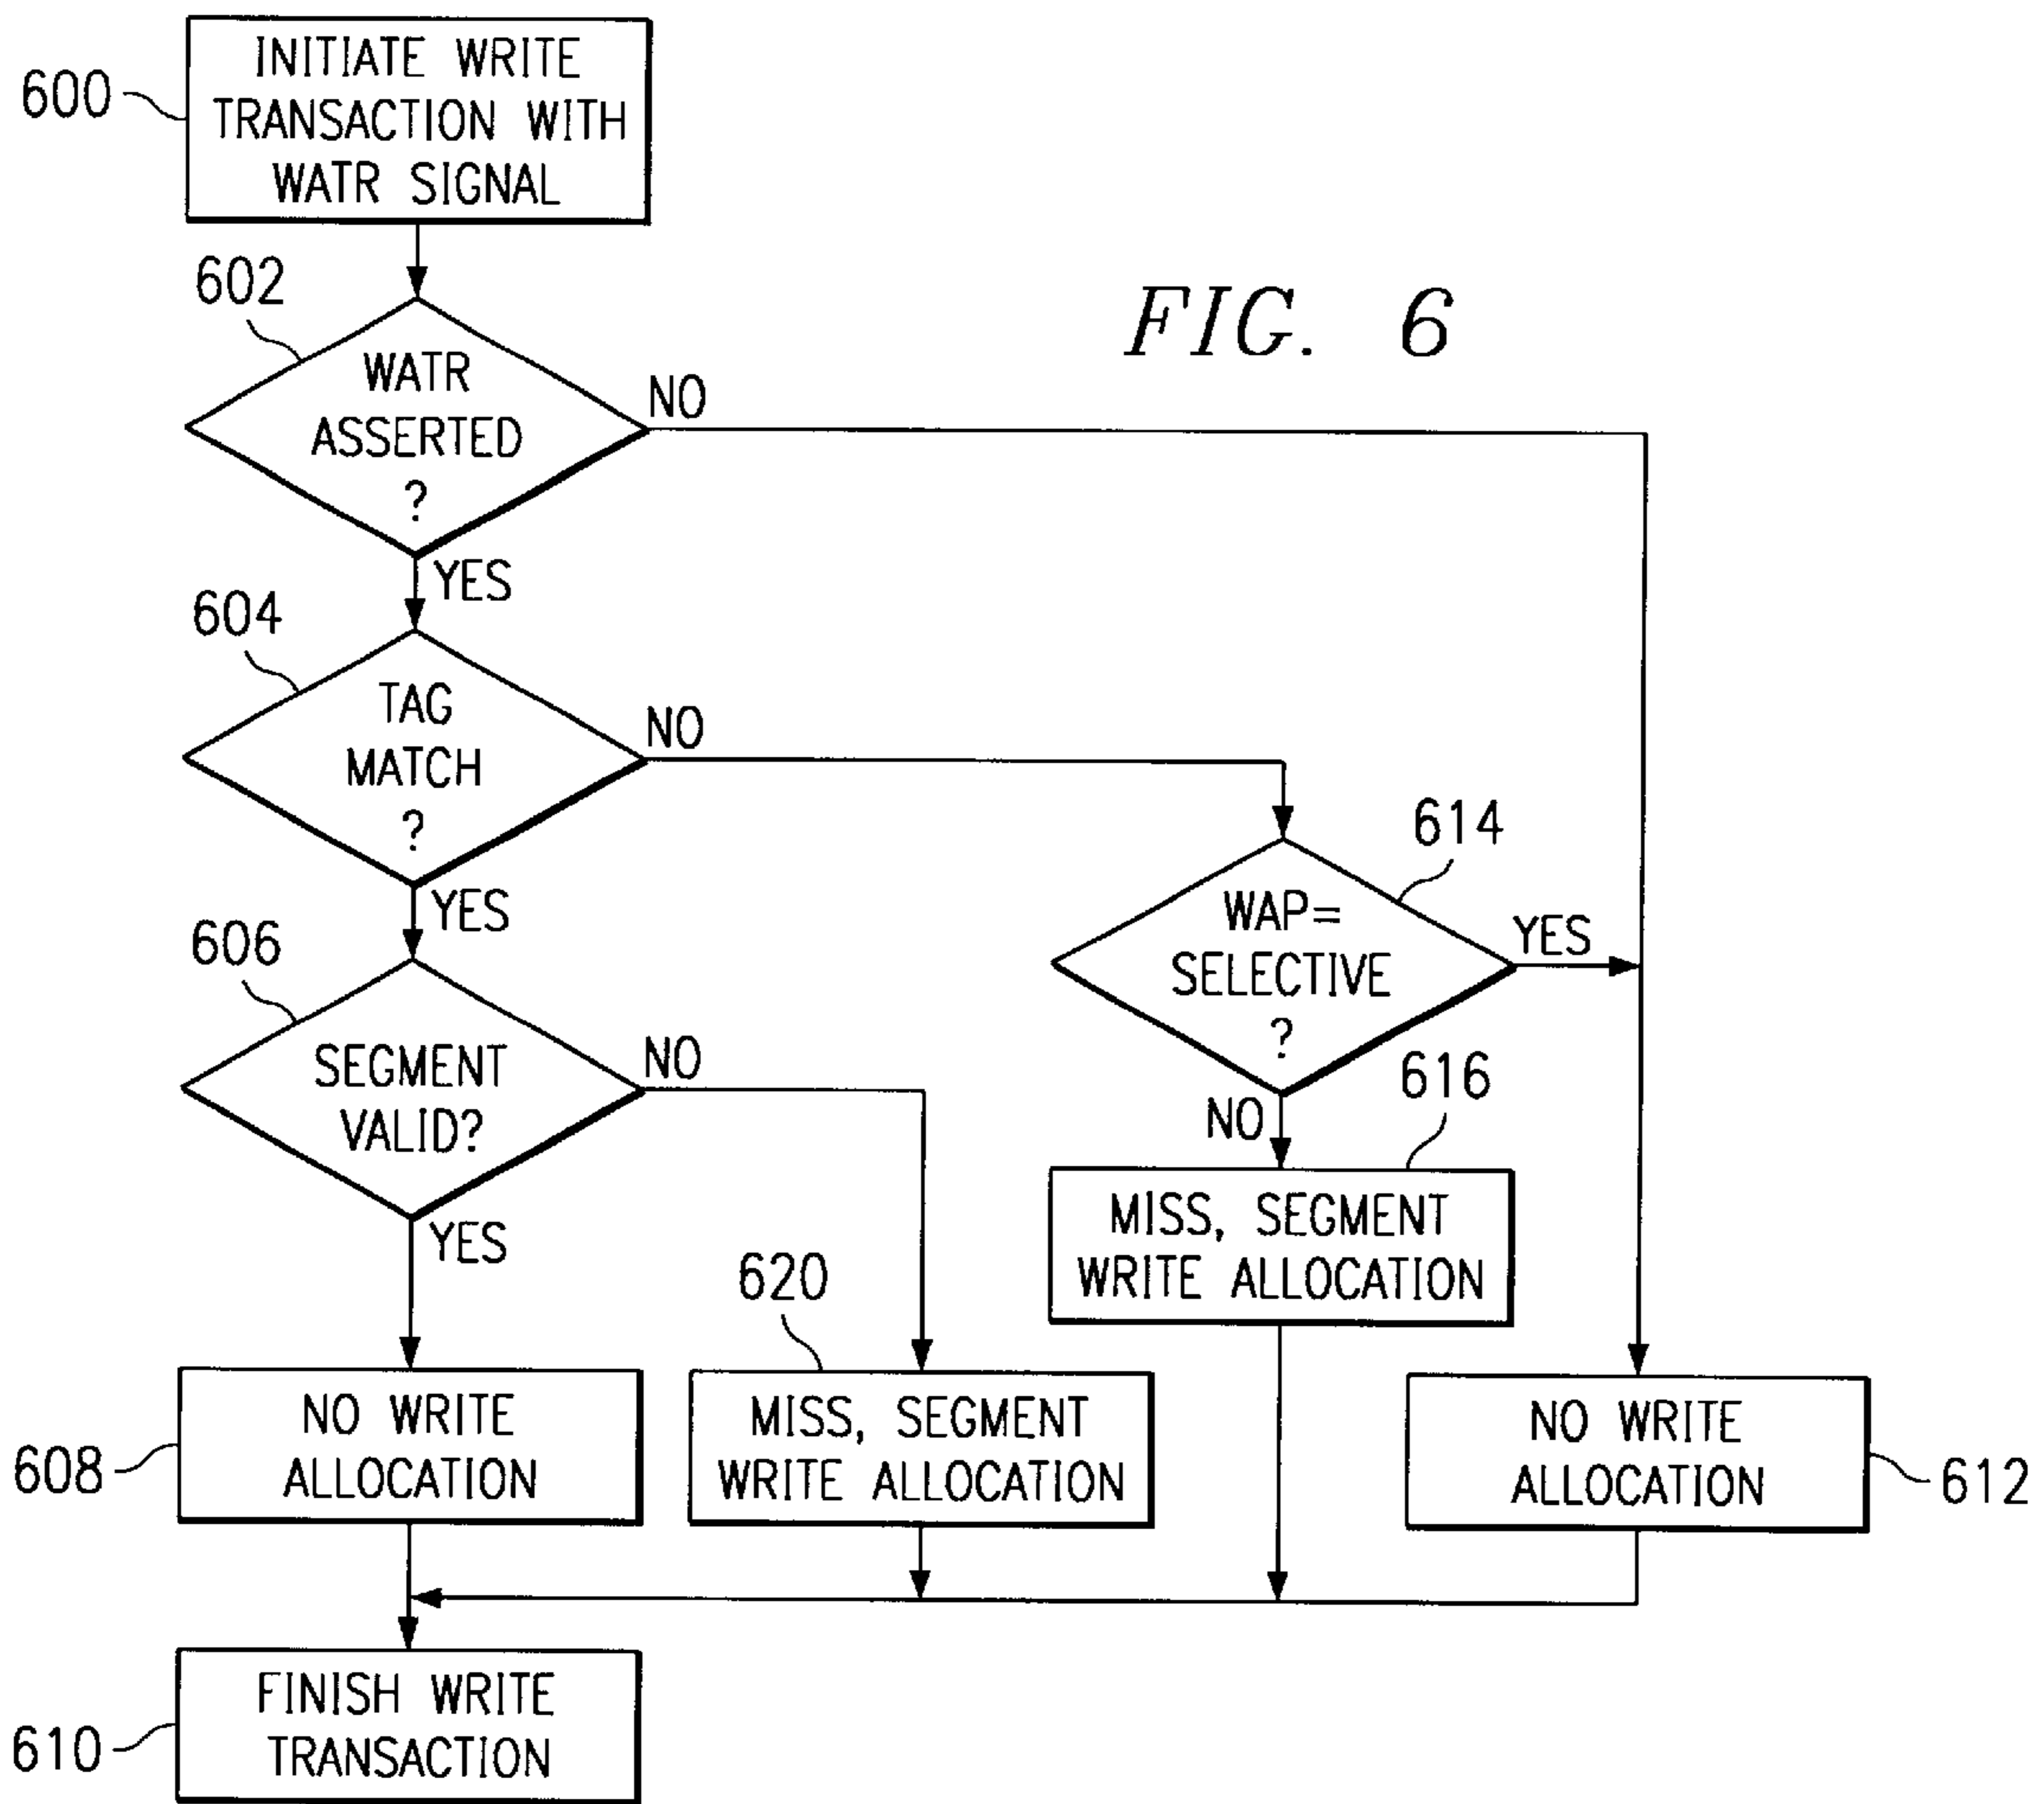 INITIATE WRITE
TRANSACTION WITH
WATR SIGNAL
600
602
FIG. 6
WATR
ASSERTED
?
NO
YES
604
TAG
MATCH
?
NO
YES
614
WAP=
SELECTIVE
?
YES
NO
606
SEGMENT
VALID?
NO
YES
616
MISS, SEGMENT
WRITE ALLOCATION
620
MISS, SEGMENT
WRITE ALLOCATION
608
NO WRITE
ALLOCATION
NO WRITE
ALLOCATION
612
610
FINISH WRITE
TRANSACTION